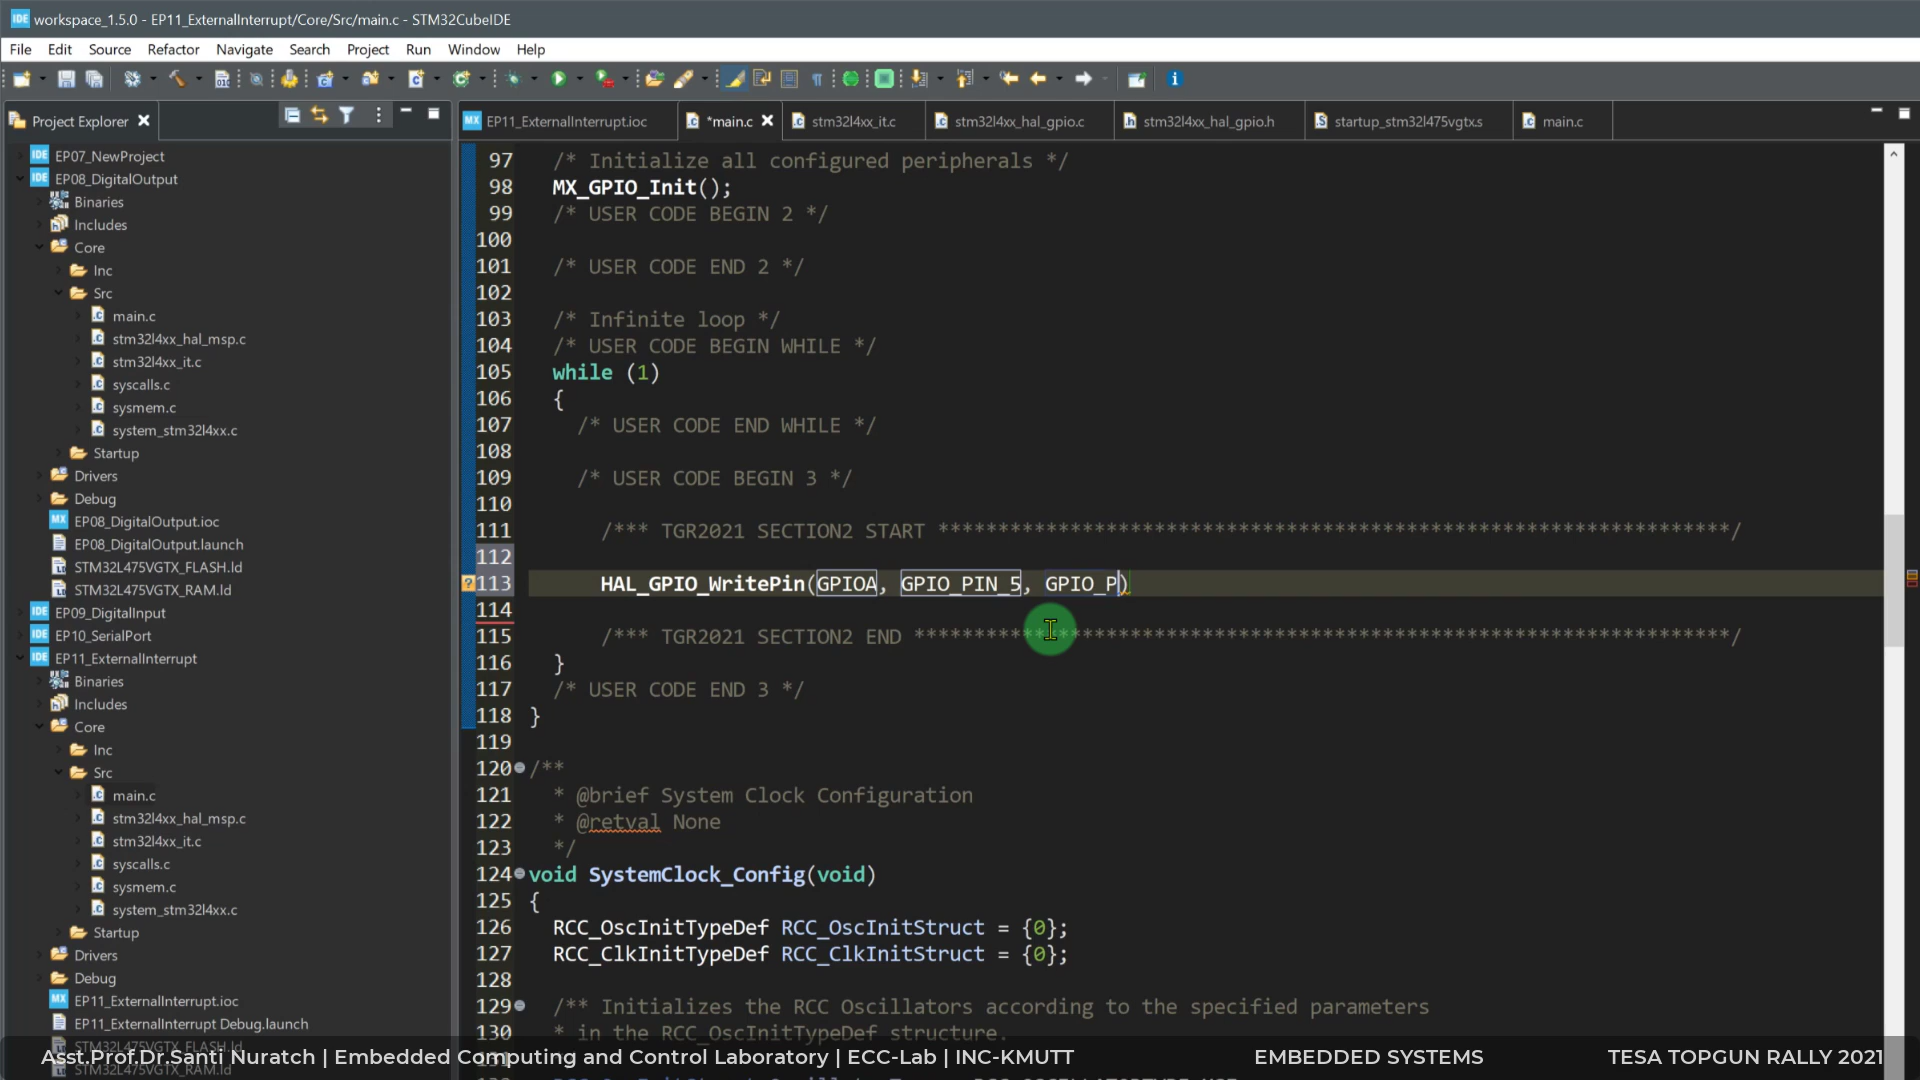 workspace_1.5.0 - EP11_ExternalInterrupt/Core/Src/main.c - STM32CubeIDE
File Edit Source Refactor Navigate Search Project Run Window Help
Project Explorer
EP07_NewProject
EP08_DigitalOutput
Binaries
Includes
Core
Inc
Src
main.c
stm32l4xx_hal_msp.c
stm32l4xx_it.c
syscalls.c
sysmem.c
system_stm32l4xx.c
Startup
Drivers
Debug
EP08_DigitalOutput.ioc
EP08_DigitalOutput.launch
STM32L475VGTX_FLASH.ld
STM32L475VGTX_RAM.ld
EP09_DigitalInput
EP10_SerialPort
EP11_ExternalInterrupt
Binaries
Includes
Core
Inc
Src
main.c
stm32l4xx_hal_msp.c
stm32l4xx_it.c
syscalls.c
sysmem.c
system_stm32l4xx.c
Startup
Drivers
Debug
EP11_ExternalInterrupt.ioc
EP11_ExternalInterrupt Debug.launch
STM32L475VGTX_FLASH.ld
STM32L475VGTX_RAM.ld
EP11_ExternalInterrupt.ioc *main.c stm32l4xx_it.c stm32l4xx_hal_gpio.c stm32l4xx_hal_gpio.h startup_stm32l475vgtx.s main.c
97 /* Initialize all configured peripherals */
98 MX_GPIO_Init();
99 /* USER CODE BEGIN 2 */
100
101 /* USER CODE END 2 */
102
103 /* Infinite loop */
104 /* USER CODE BEGIN WHILE */
105 while (1)
106 {
107 /* USER CODE END WHILE */
108
109 /* USER CODE BEGIN 3 */
110
111 /*** TGR2021 SECTION2 START ******************************************************************/
112
113 HAL_GPIO_WritePin(GPIOA, GPIO_PIN_5, GPIO_P)
114
115 /*** TGR2021 SECTION2 END ********************************************************************/
116 }
117 /* USER CODE END 3 */
118 }
119
120 /**
121 * @brief System Clock Configuration
122 * @retval None
123 */
124 void SystemClock_Config(void)
125 {
126 RCC_OscInitTypeDef RCC_OscInitStruct = {0};
127 RCC_ClkInitTypeDef RCC_ClkInitStruct = {0};
128
129 /** Initializes the RCC Oscillators according to the specified parameters
130 * in the RCC_OscInitTypeDef structure.
Asst.Prof.Dr.Santi Nuratch | Embedded Computing and Control Laboratory | ECC-Lab | INC-KMUTT EMBEDDED SYSTEMS TESA TOPGUN RALLY 2021